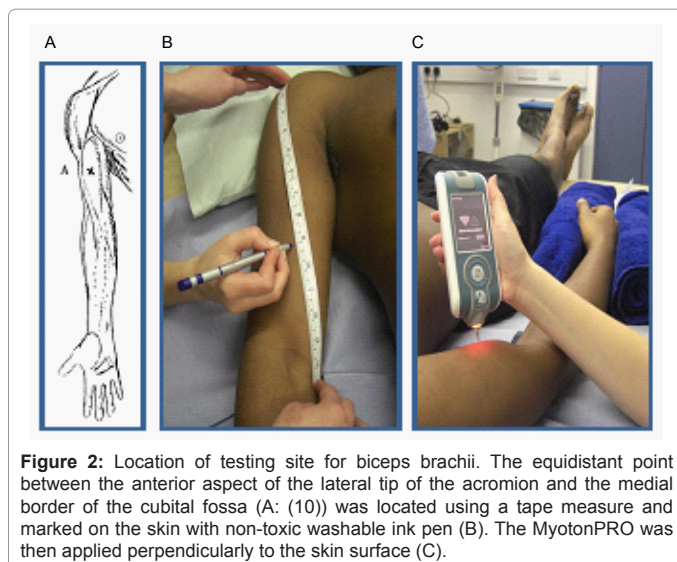 A
B
C
A
Figure 2: Location of testing site for biceps brachii. The equidistant point
between the anterior aspect of the lateral tip of the acromion and the medial
border of the cubital fossa (A: (10)) was located using a tape measure and
marked on the skin with non-toxic washable ink pen (B). The MyotonPRO was
then applied perpendicularly to the skin surface (C).